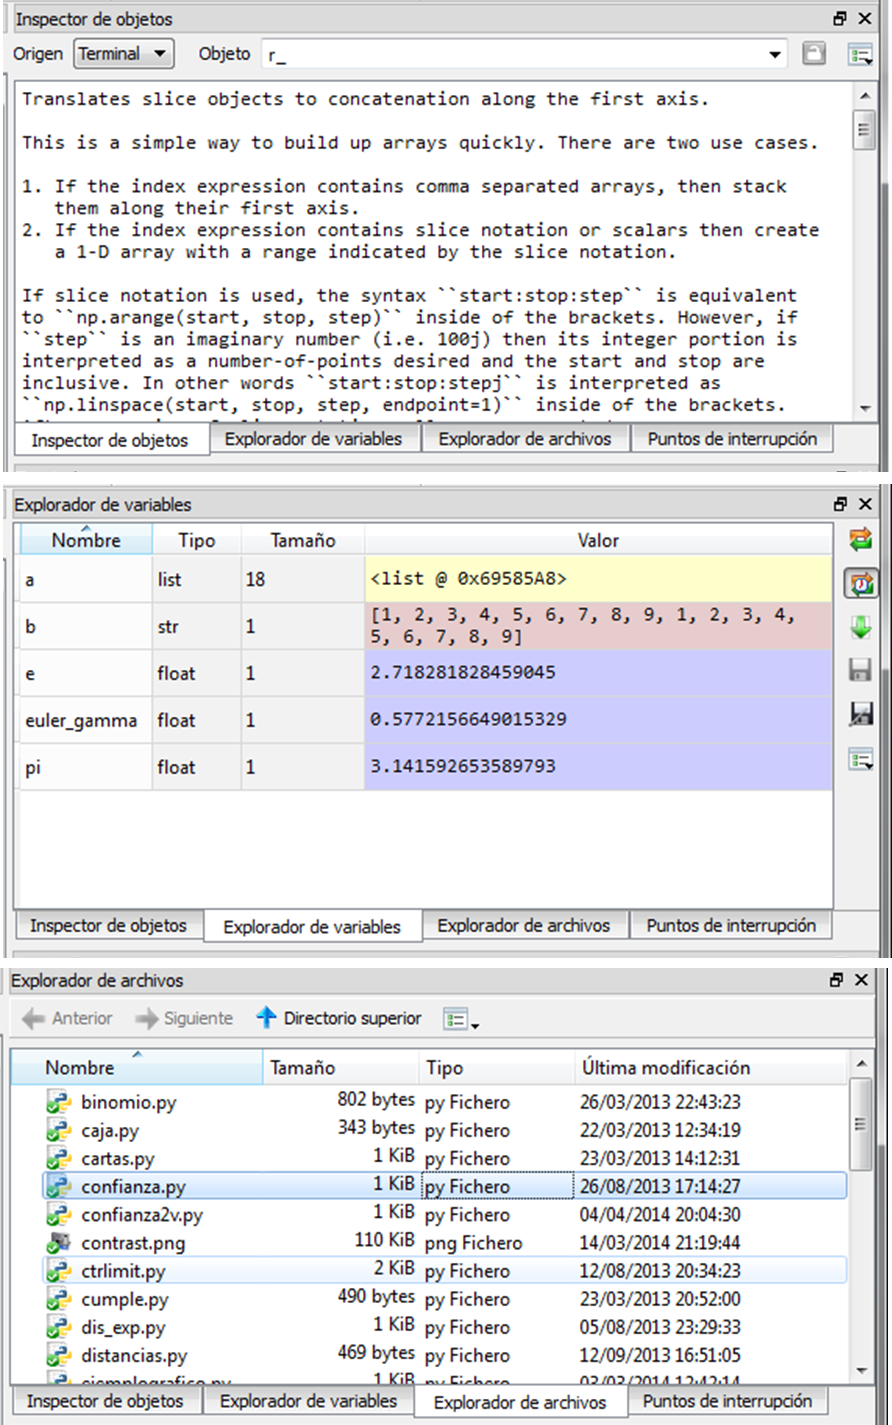 Inspector de objetos
Origen Terminal Objeto r_
Translates slice objects to concatenation along the first axis.
This is a simple way to build up arrays quickly. There are two use cases.
1. If the index expression contains comma separated arrays, then stack
them along their first axis.
2. If the index expression contains slice notation or scalars then create
a 1-D array with a range indicated by the slice notation.
If slice notation is used, the syntax ``start:stop:step`` is equivalent
to ``np.arange(start, stop, step)`` inside of the brackets. However, if
``step`` is an imaginary number (i.e. 100j) then its integer portion is
interpreted as a number-of-points desired and the start and stop are
inclusive. In other words ``start:stop:stepj`` is interpreted as
``np.linspace(start, stop, step, endpoint=1)`` inside of the brackets.
Inspector de objetos Explorador de variables Explorador de archivos Puntos de interrupción
Explorador de variables
Nombre Tipo Tamaño Valor
a list 18 <list @ 0x69585A8>
b str 1 [1, 2, 3, 4, 5, 6, 7, 8, 9, 1, 2, 3, 4,
5, 6, 7, 8, 9]
e float 1 2.718281828459045
euler_gamma float 1 0.5772156649015329
pi float 1 3.141592653589793
Inspector de objetos Explorador de variables Explorador de archivos Puntos de interrupción
Explorador de archivos
Anterior Siguiente Directorio superior
Nombre Tamaño Tipo Última modificación
binomio.py 802 bytes py Fichero 26/03/2013 22:43:23
caja.py 343 bytes py Fichero 22/03/2013 12:34:19
cartas.py 1 KiB py Fichero 23/03/2013 14:12:31
confianza.py 1 KiB py Fichero 26/08/2013 17:14:27
confianza2v.py 1 KiB py Fichero 04/04/2014 20:04:30
contrast.png 110 KiB png Fichero 14/03/2014 21:19:44
ctrlimit.py 2 KiB py Fichero 12/08/2013 20:34:23
cumple.py 490 bytes py Fichero 23/03/2013 20:52:00
dis_exp.py 1 KiB py Fichero 05/08/2013 23:29:33
distancias.py 469 bytes py Fichero 12/09/2013 16:51:05
1 KiB py Fichero
Inspector de objetos Explorador de variables Explorador de archivos Puntos de interrupción